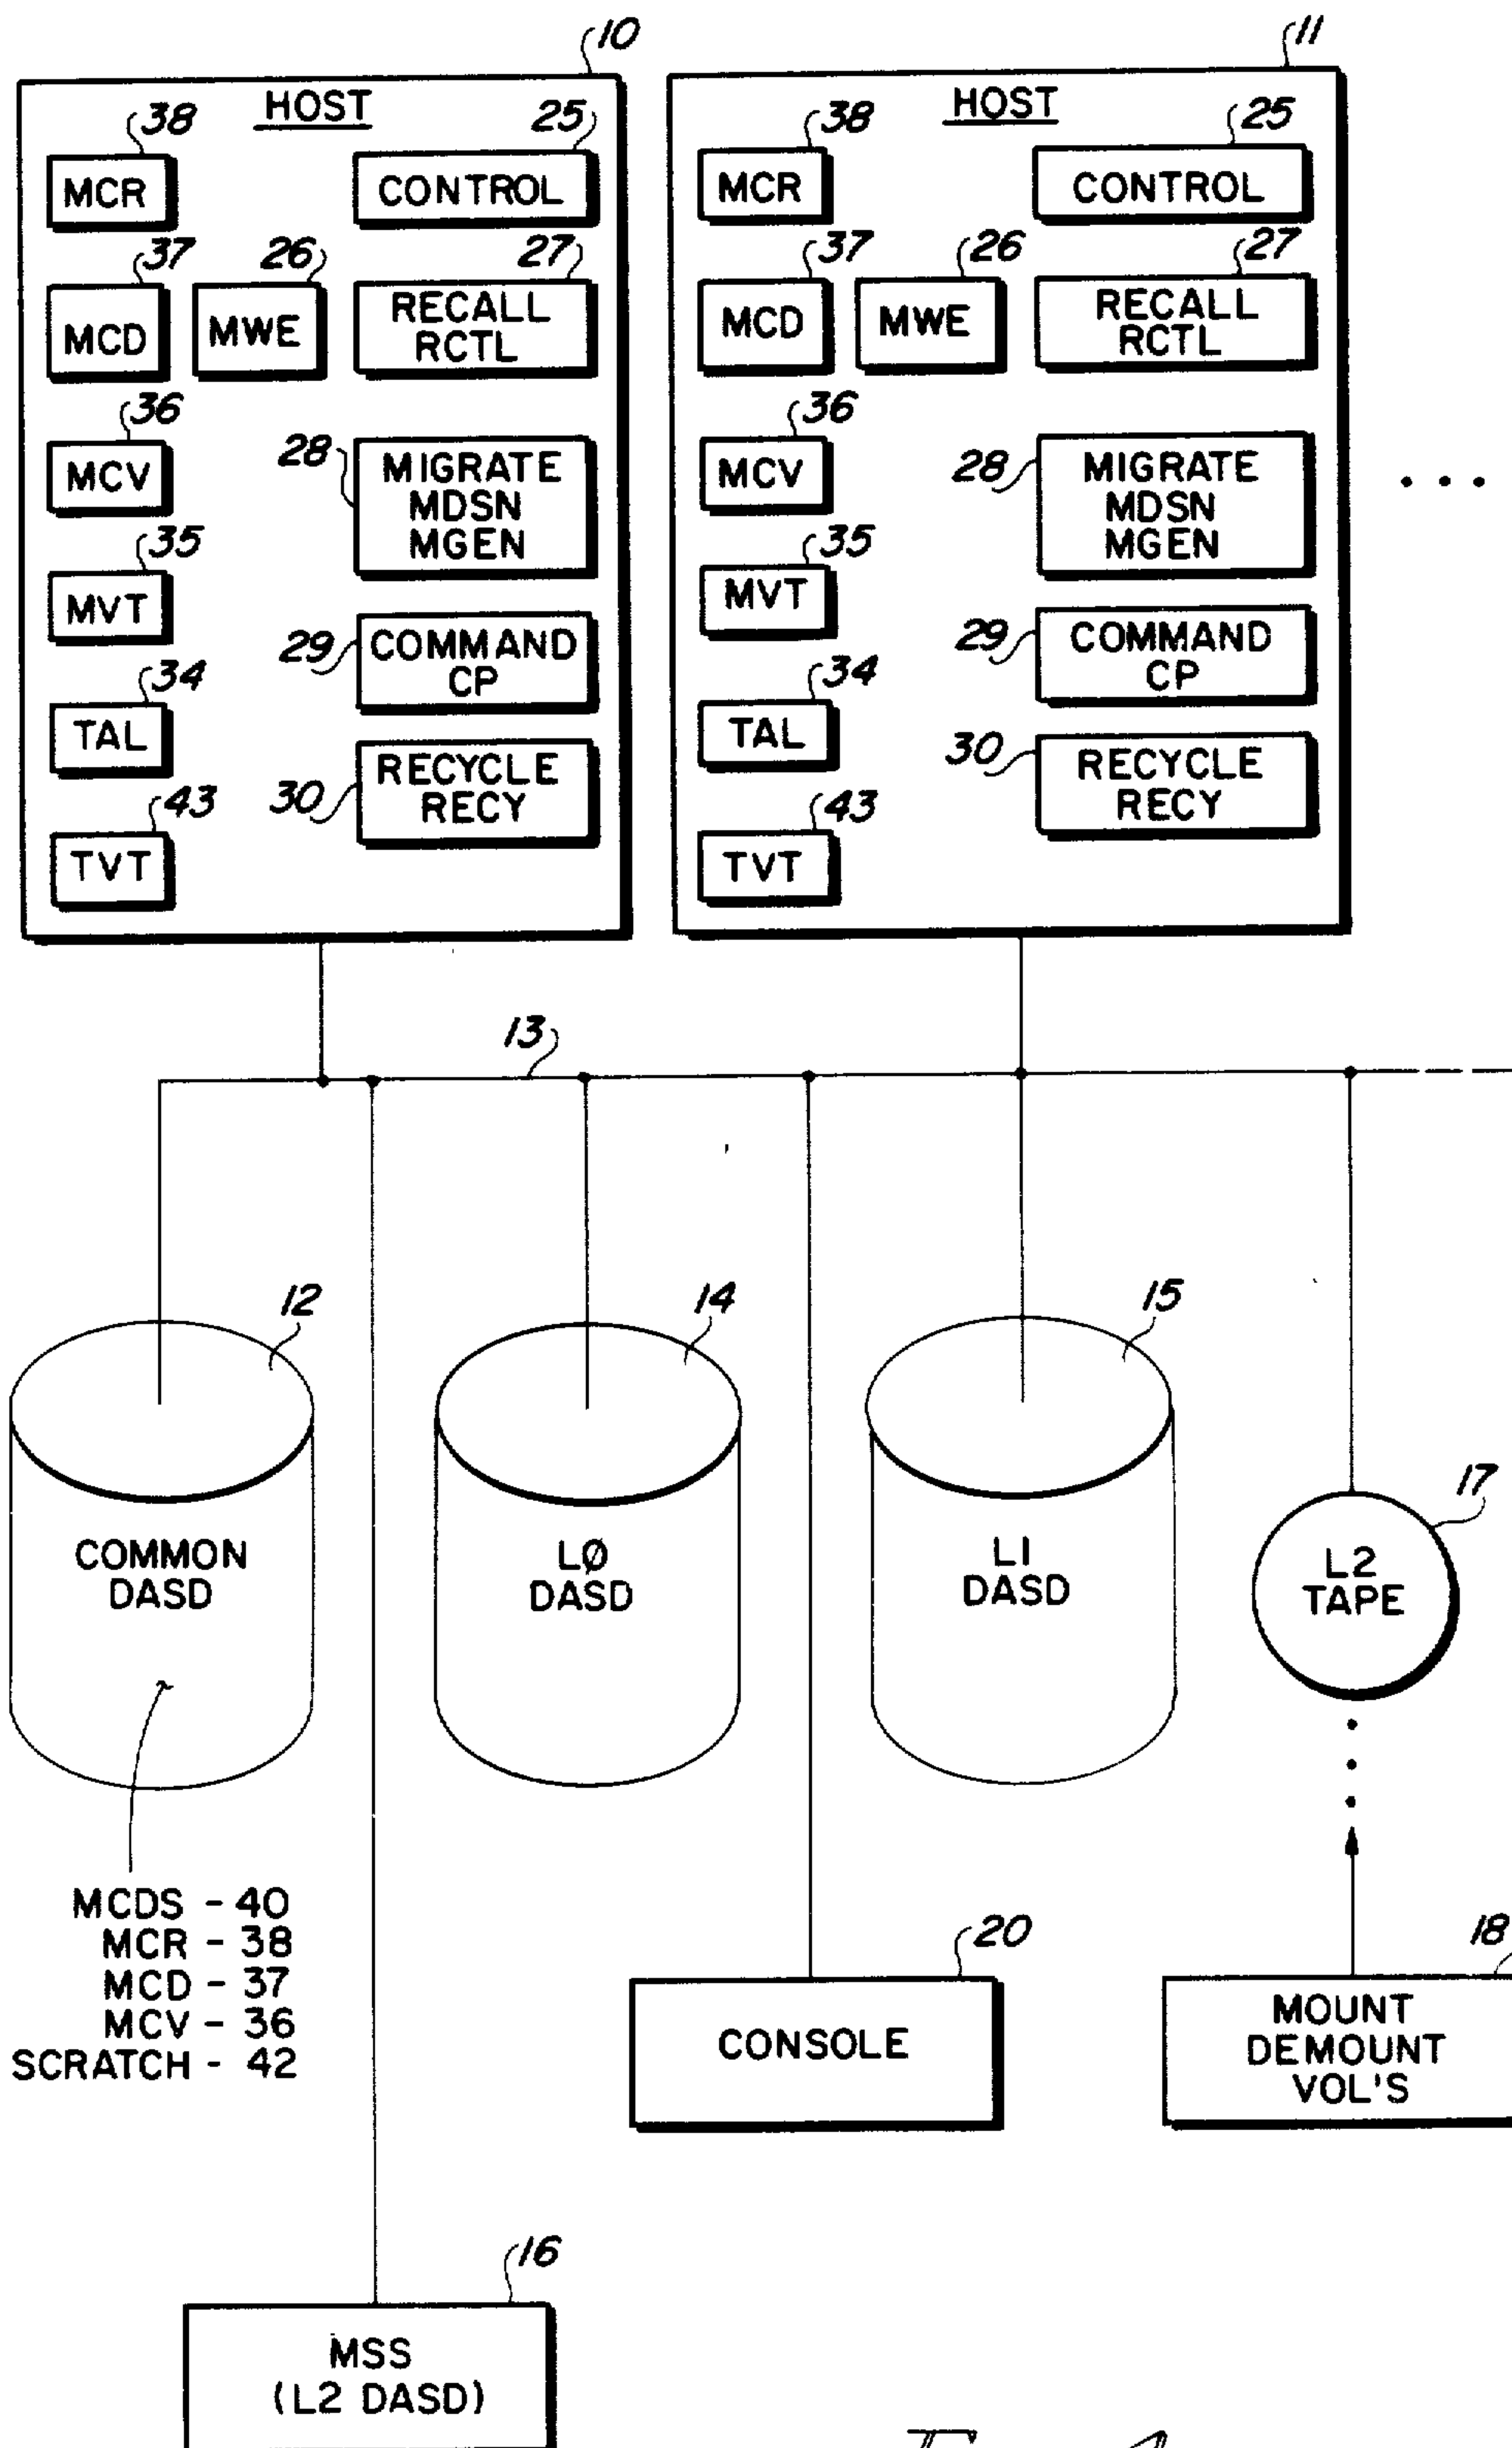 10
11
HOST
38
25
MCR
CONTROL
37
26
27
MCD
MWE
RECALL
RCTL
36
28
MCV
MIGRATE
MDSN
MGEN
35
MVT
29
COMMAND
CP
34
TAL
30
RECYCLE
RECY
43
TVT
HOST
38
25
MCR
CONTROL
37
26
27
MCD
MWE
RECALL
RCTL
36
28
MCV
MIGRATE
MDSN
MGEN
. . .
35
MVT
29
COMMAND
CP
34
TAL
30
RECYCLE
RECY
43
TVT
13
12
14
15
17
COMMON
DASD
LØ
DASD
L1
DASD
L2
TAPE
MCDS - 40
MCR - 38
MCD - 37
MCV - 36
SCRATCH - 42
20
CONSOLE
18
MOUNT
DEMOUNT
VOL'S
16
MSS
(L2 DASD)